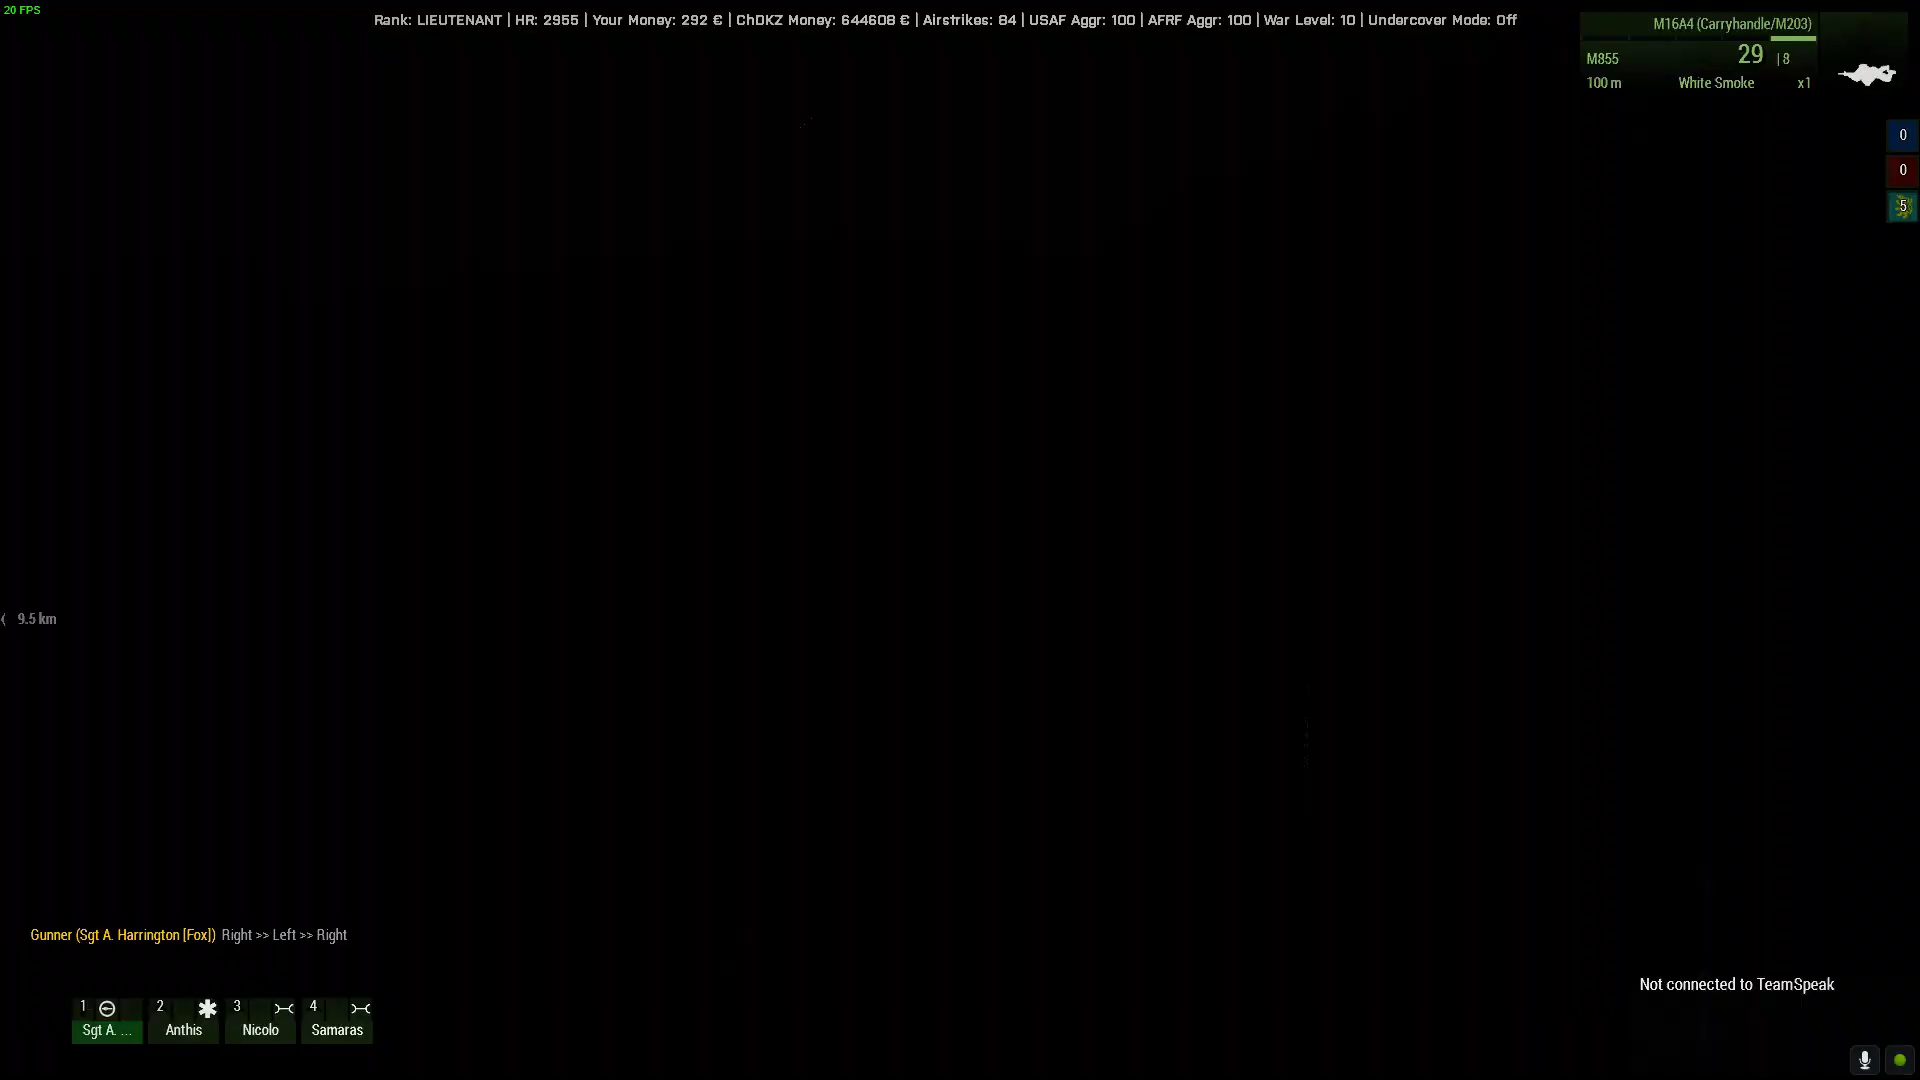 20 FPS
Rank: LIEUTENANT | HR: 2955 | Your Money: 292 € | ChDKZ Money: 644608 € | Airstrikes: 84 | USAF Aggr: 100 | AFRF Aggr: 100 | War Level: 10 | Undercover Mode: Off
M16A4 (Carryhandle/M203)
M855 29 | 8
100 m White Smoke x1
0
0
5
9.5 km
Gunner (Sgt A. Harrington [Fox]) Right >> Left >> Right
Not connected to TeamSpeak
1 2 3 4
Sgt A. ... Anthis Nicolo Samaras